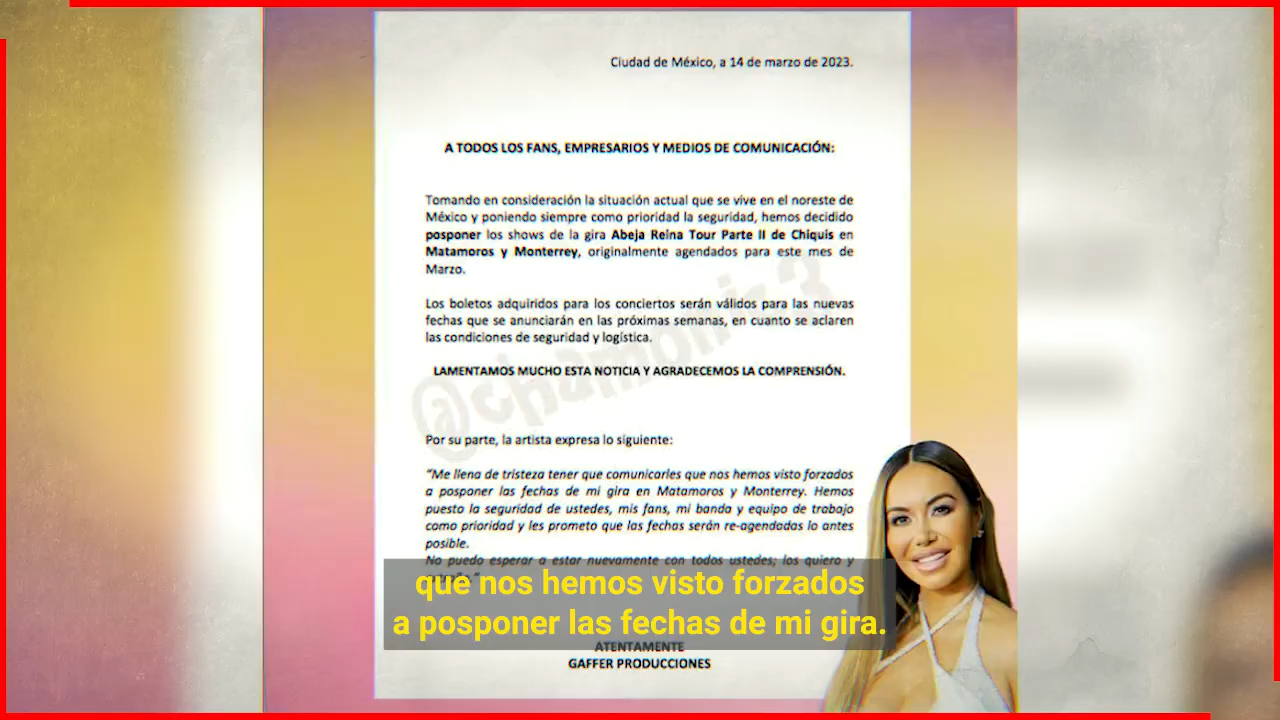 Ciudad de México, a 14 de marzo de 2023.
A TODOS LOS FANS, EMPRESARIOS Y MEDIOS DE COMUNICACIÓN:
Tomando en consideración la situación actual que se vive en el noreste de
México y poniendo siempre como prioridad la seguridad, hemos decidido
posponer los shows de la gira Abeja Reina Tour Parte II de Chiquis en
Matamoros y Monterrey, originalmente agendados para este mes de
Marzo.
Los boletos adquiridos para los conciertos serán válidos para las nuevas
fechas que se anunciarán en las próximas semanas, en cuanto se aclaren
las condiciones de seguridad y logística.
LAMENTAMOS MUCHO ESTA NOTICIA Y AGRADECEMOS LA COMPRENSIÓN.
Por su parte, la artista expresa lo siguiente:
"Me llena de tristeza tener que comunicarles que nos hemos visto forzados
a posponer las fechas de mi gira en Matamoros y Monterrey. Hemos
puesto la seguridad de ustedes, mis fans, mi banda y equipo de trabajo
como prioridad y les prometo que las fechas serán re-agendadas lo antes
posible.
No puedo esperar a estar nuevamente con todos ustedes; los quiero y
que nos hemos visto forzados
a posponer las fechas de mi gira.
ATENTAMENTE
GAFFER PRODUCCIONES